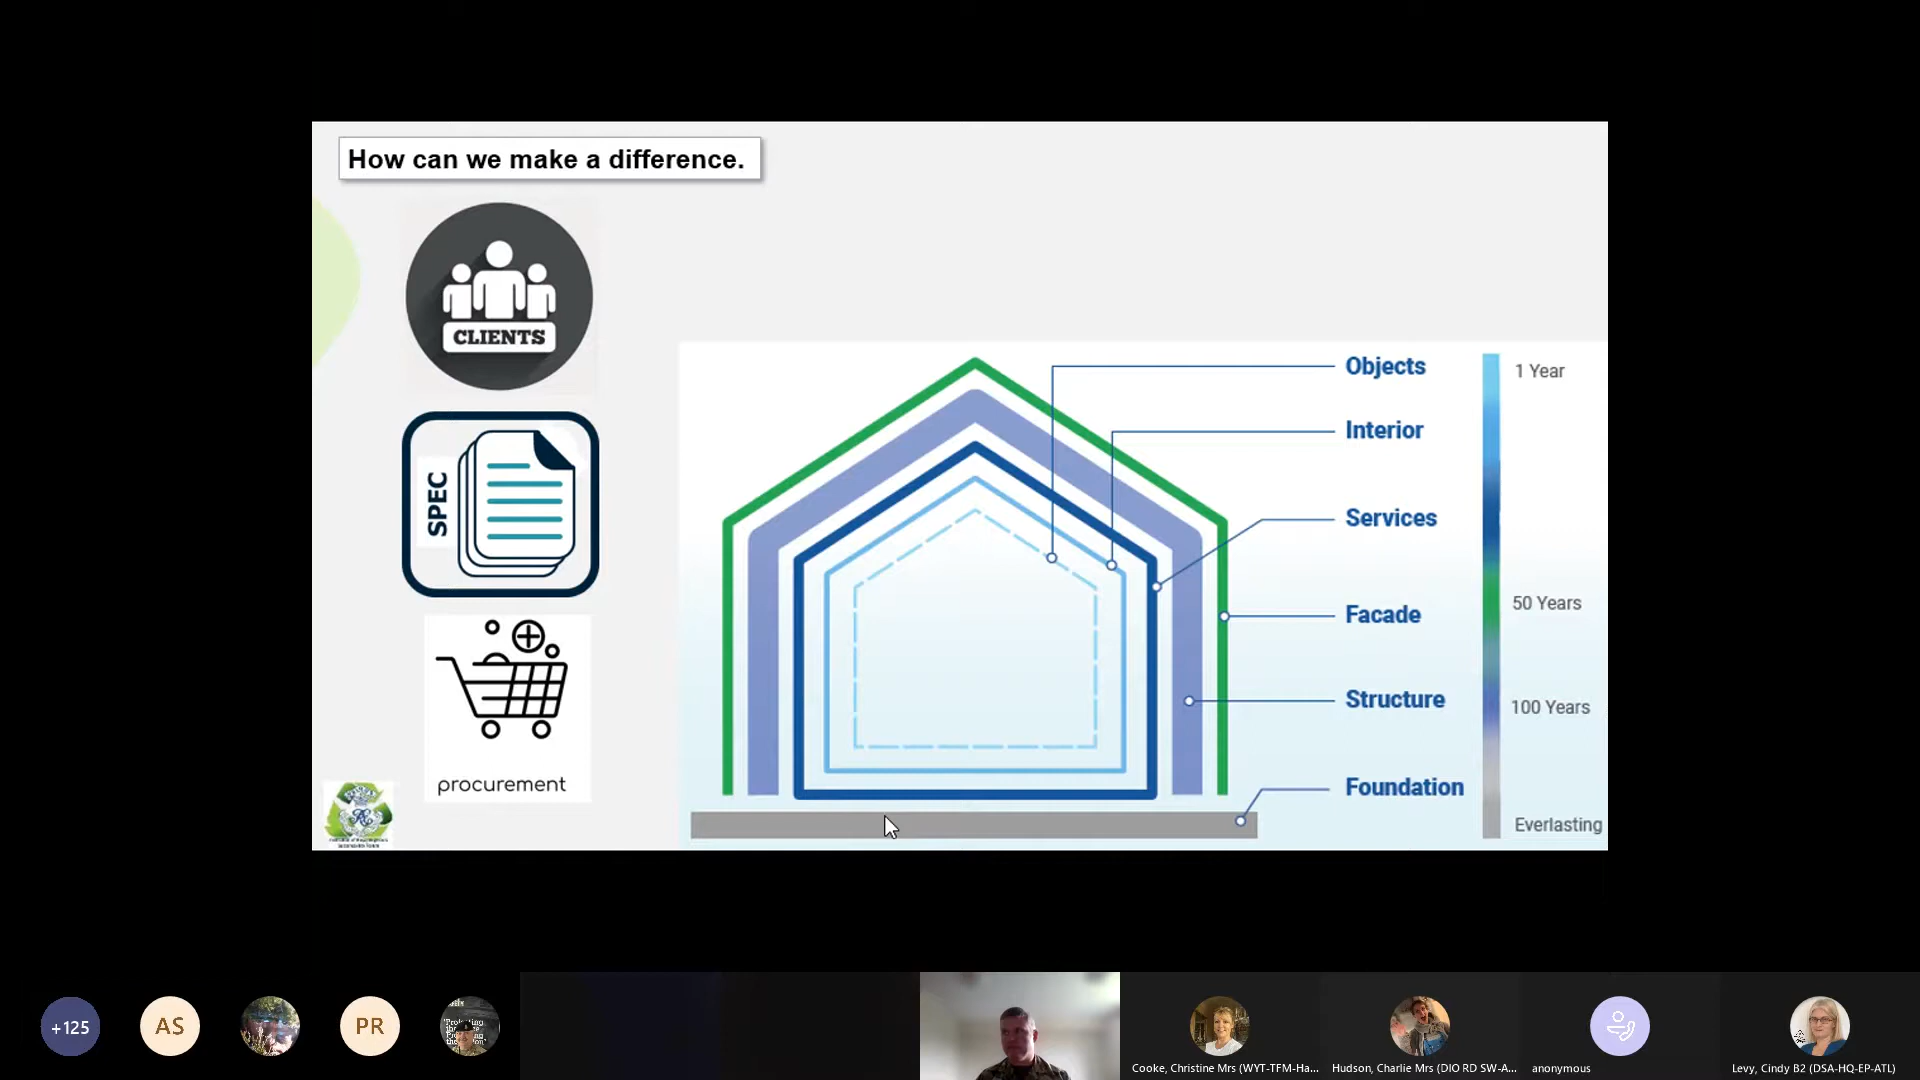 How can we make a difference.
CLIENTS
SPEC
procurement
Objects
Interior
Services
Facade
Structure
Foundation
1 Year
50 Years
100 Years
Everlasting
+125
AS
PR
Cooke, Christine Mrs (WYT-TFM-Ha...
Hudson, Charlie Mrs (DIO RD SW-A...
anonymous
Levy, Cindy B2 (DSA-HQ-EP-ATL)